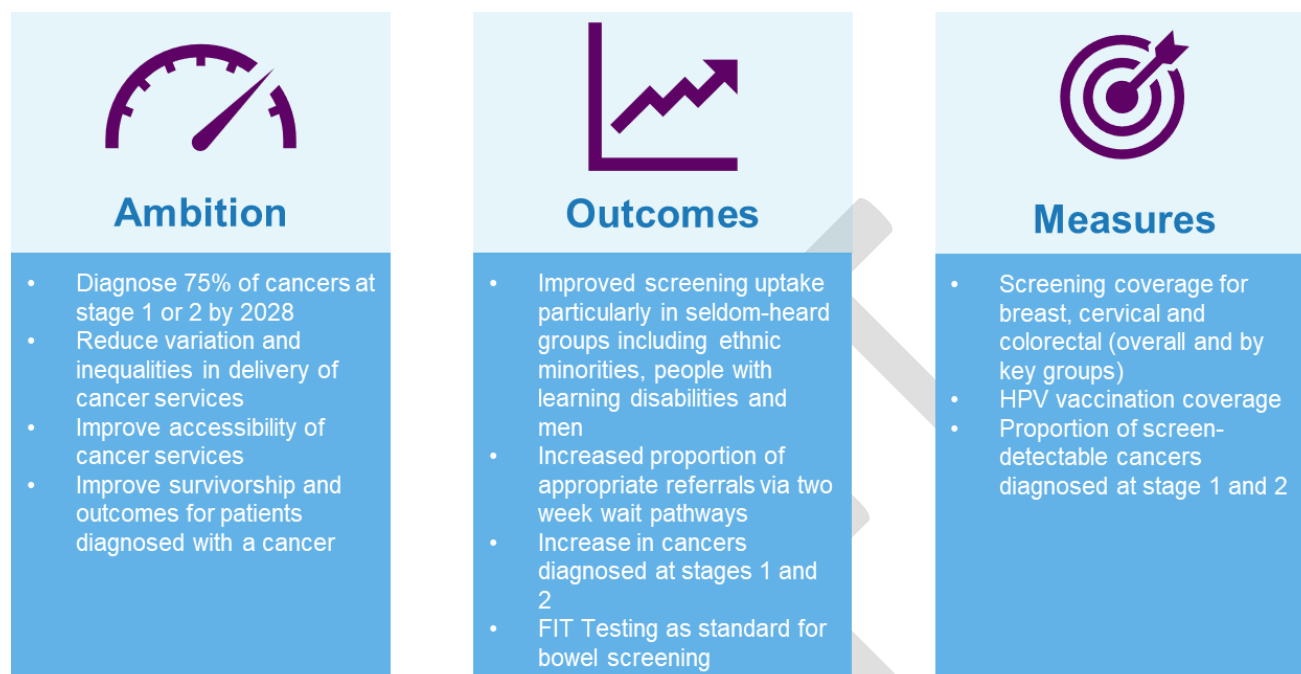 Ambition
• Diagnose 75% of cancers at
stage 1 or 2 by 2028
• Reduce variation and
inequalities in delivery of
cancer services
• Improve accessibility of
cancer services
• Improve survivorship and
outcomes for patients
diagnosed with a cancer
Outcomes
• Improved screening uptake
particularly in seldom-heard
groups including ethnic
minorities, people with
learning disabilities and
men
• Increased proportion of
appropriate referrals via two
week wait pathways
• Increase in cancers
diagnosed at stages 1 and
2
• FIT Testing as standard for
bowel screening
Measures
• Screening coverage for
breast, cervical and
colorectal (overall and by
key groups)
• HPV vaccination coverage
• Proportion of screen-
detectable cancers
diagnosed at stage 1 and 2